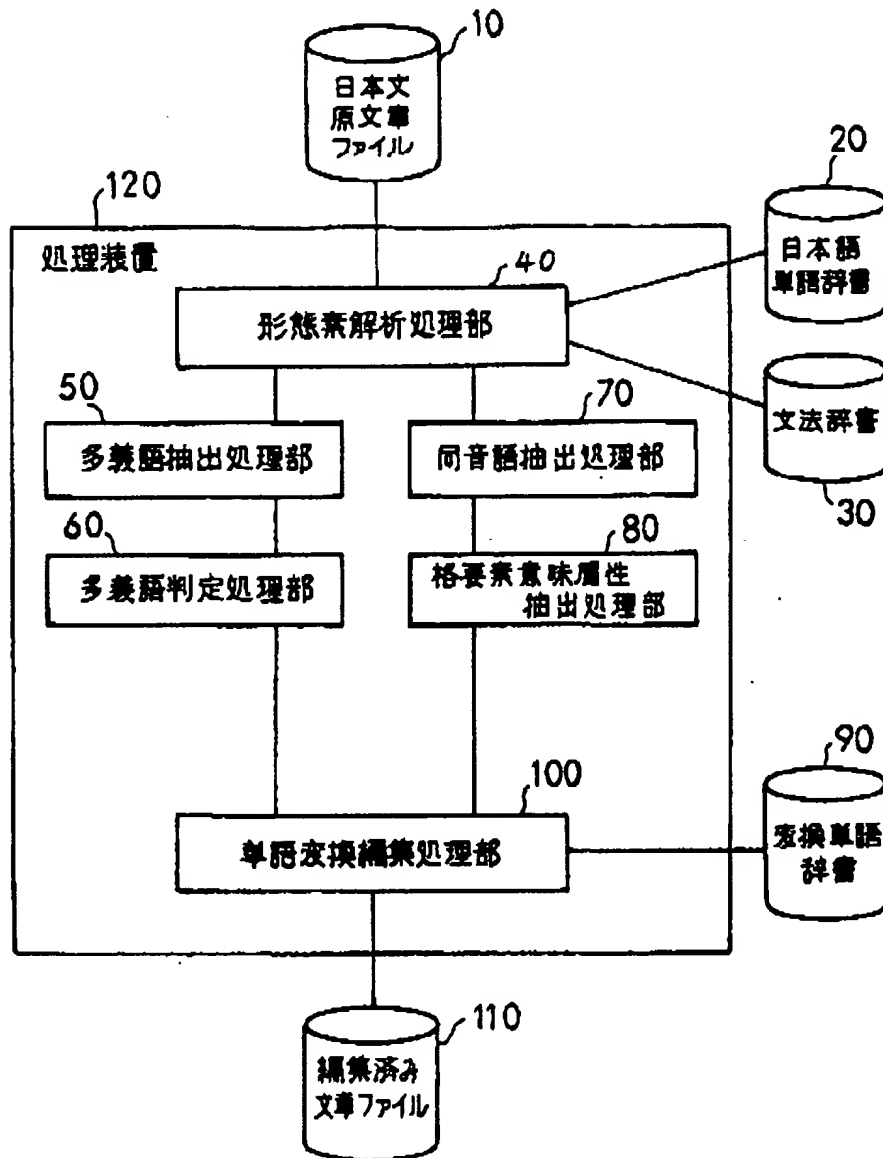 10
日本文
原文章
ファイル
20
日本語
単語辞書
120
処理装置
40
形態素解析処理部
文法辞書
30
50
多義語抽出処理部
70
同音語抽出処理部
60
多義語判定処理部
80
格要素意味属性
抽出処理部
90
変換単語
辞書
100
単語変換編集処理部
110
編集済み
文章ファイル